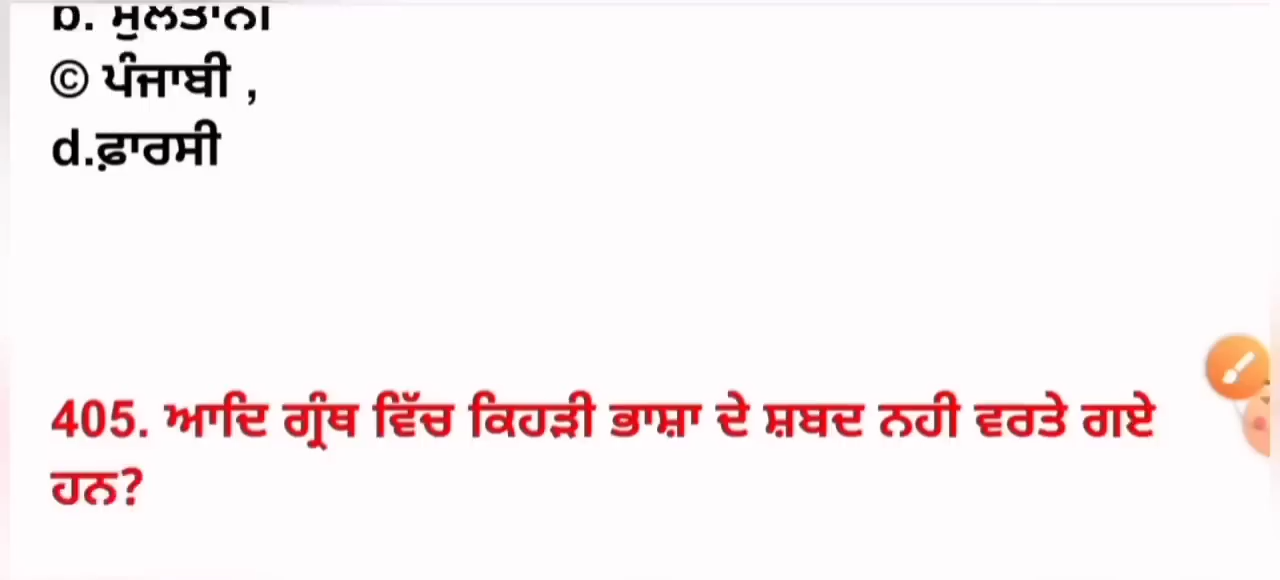 b. ਮੁਲਤਾਨੀ
© ਪੰਜਾਬੀ ,
d.ਫ਼ਾਰਸੀ
405. ਆਦਿ ਗ੍ਰੰਥ ਵਿੱਚ ਕਿਹੜੀ ਭਾਸ਼ਾ ਦੇ ਸ਼ਬਦ ਨਹੀ ਵਰਤੇ ਗਏ
ਹਨ?